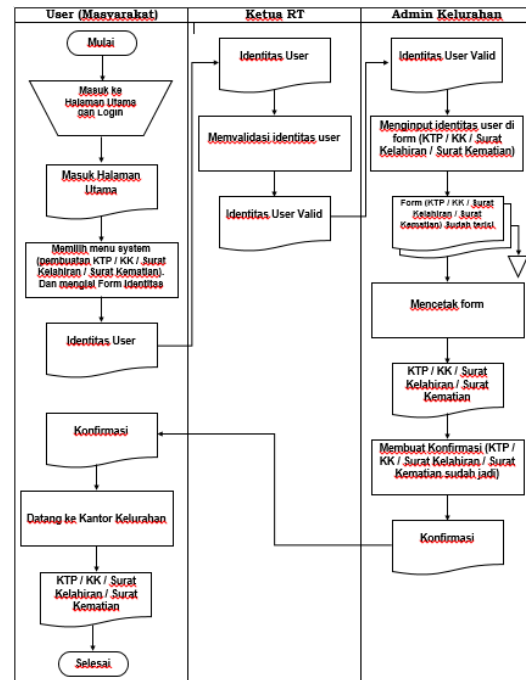 User (Masyarakat)
Ketua RT
Admin Kelurahan
Mulai
Masuk ke
Halaman Utama
dan Login
Masuk Halaman
Utama
Memilih menu system
(pembuatan KTP / KK / Surat
Kelahiran / Surat Kematian).
Dan mengisi Form Identitas
Identitas User
Identitas User
Memvalidasi identitas user
Identitas User Valid
Identitas User Valid
Menginput identitas user di
form (KTP / KK / Surat
Kelahiran / Surat Kematian)
Form (KTP / KK / Surat
Kelahiran / Surat
Kematian) Sudah terisi
Mencetak form
KTP / KK / Surat
Kelahiran / Surat
Kematian
Membuat Konfirmasi (KTP /
KK / Surat Kelahiran / Surat
Kematian sudah jadi)
Konfirmasi
Konfirmasi
Datang ke Kantor Kelurahan
KTP / KK / Surat
Kelahiran / Surat
Kematian
Selesai